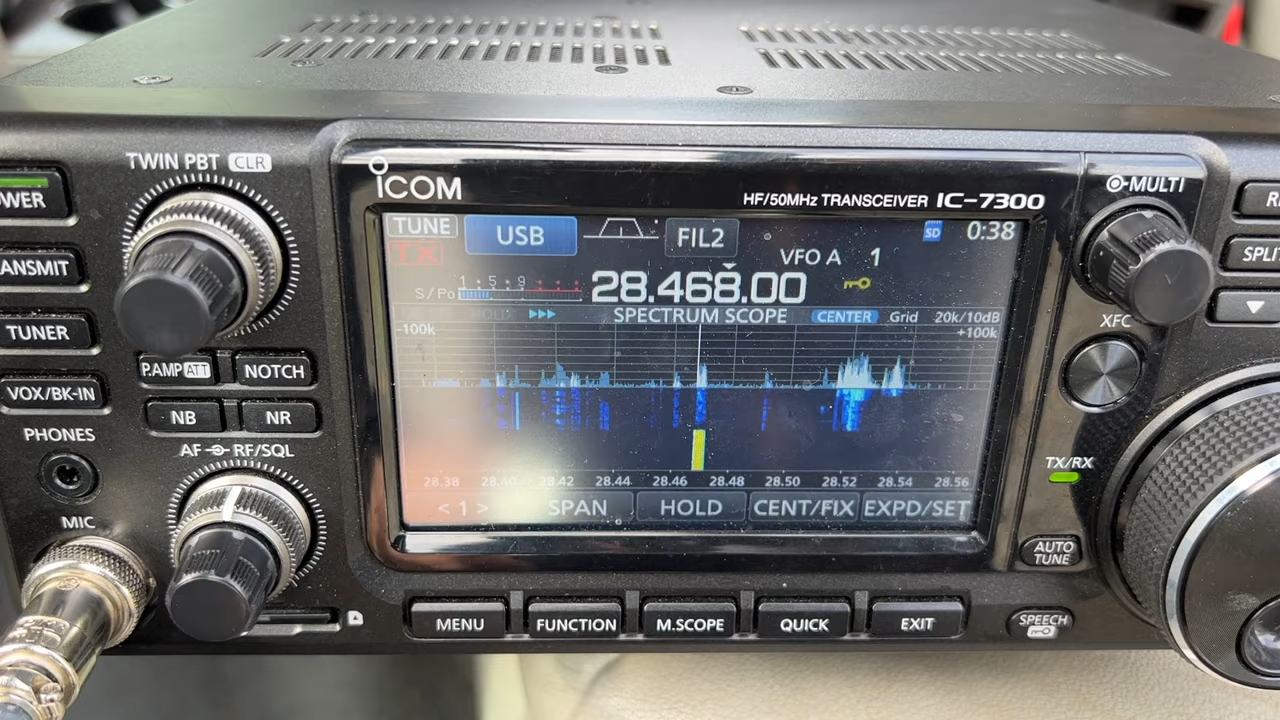 TWIN PBT CLR
OWER
ANSMIT
TUNER
VOX/BK-IN
P.AMP ATT
NOTCH
NB
NR
PHONES
AF RF/SQL
MIC
ICOM
HF/50MHz TRANSCEIVER IC-7300
TUNE USB FIL2 SD 0:38
TX
VFO A 1
1 5 9
S/Po 28.468.00
HOLD SPECTRUM SCOPE CENTER Grid 20k/10dB
-100k +100k
28.38 28.40 28.42 28.44 28.46 28.48 28.50 28.52 28.54 28.56
< 1 > SPAN HOLD CENT/FIX EXPD/SET
MENU FUNCTION M.SCOPE QUICK EXIT
MULTI
XFC
TX/RX
AUTO
TUNE
SPEECH
SPLIT